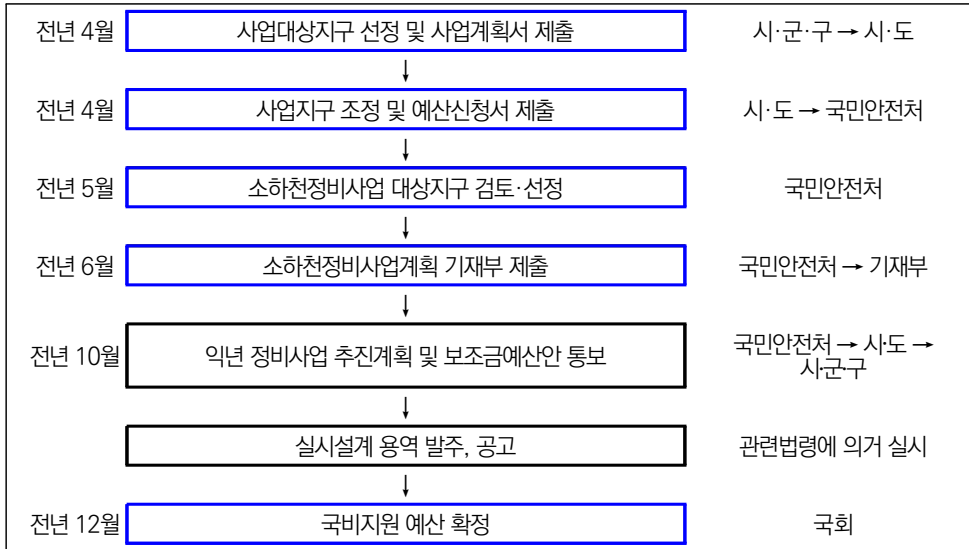 전년 4월 사업대상지구 선정 및 사업계획서 제출 시·군·구 → 시·도
↓
전년 4월 사업지구 조정 및 예산신청서 제출 시·도 → 국민안전처
↓
전년 5월 소하천정비사업 대상지구 검토·선정 국민안전처
↓
전년 6월 소하천정비사업계획 기재부 제출 국민안전처 → 기재부
↓
전년 10월 익년 정비사업 추진계획 및 보조금예산안 통보 국민안전처 → 시·도 →
시·군·구
↓
실시설계 용역 발주, 공고 관련법령에 의거 실시
↓
전년 12월 국비지원 예산 확정 국회